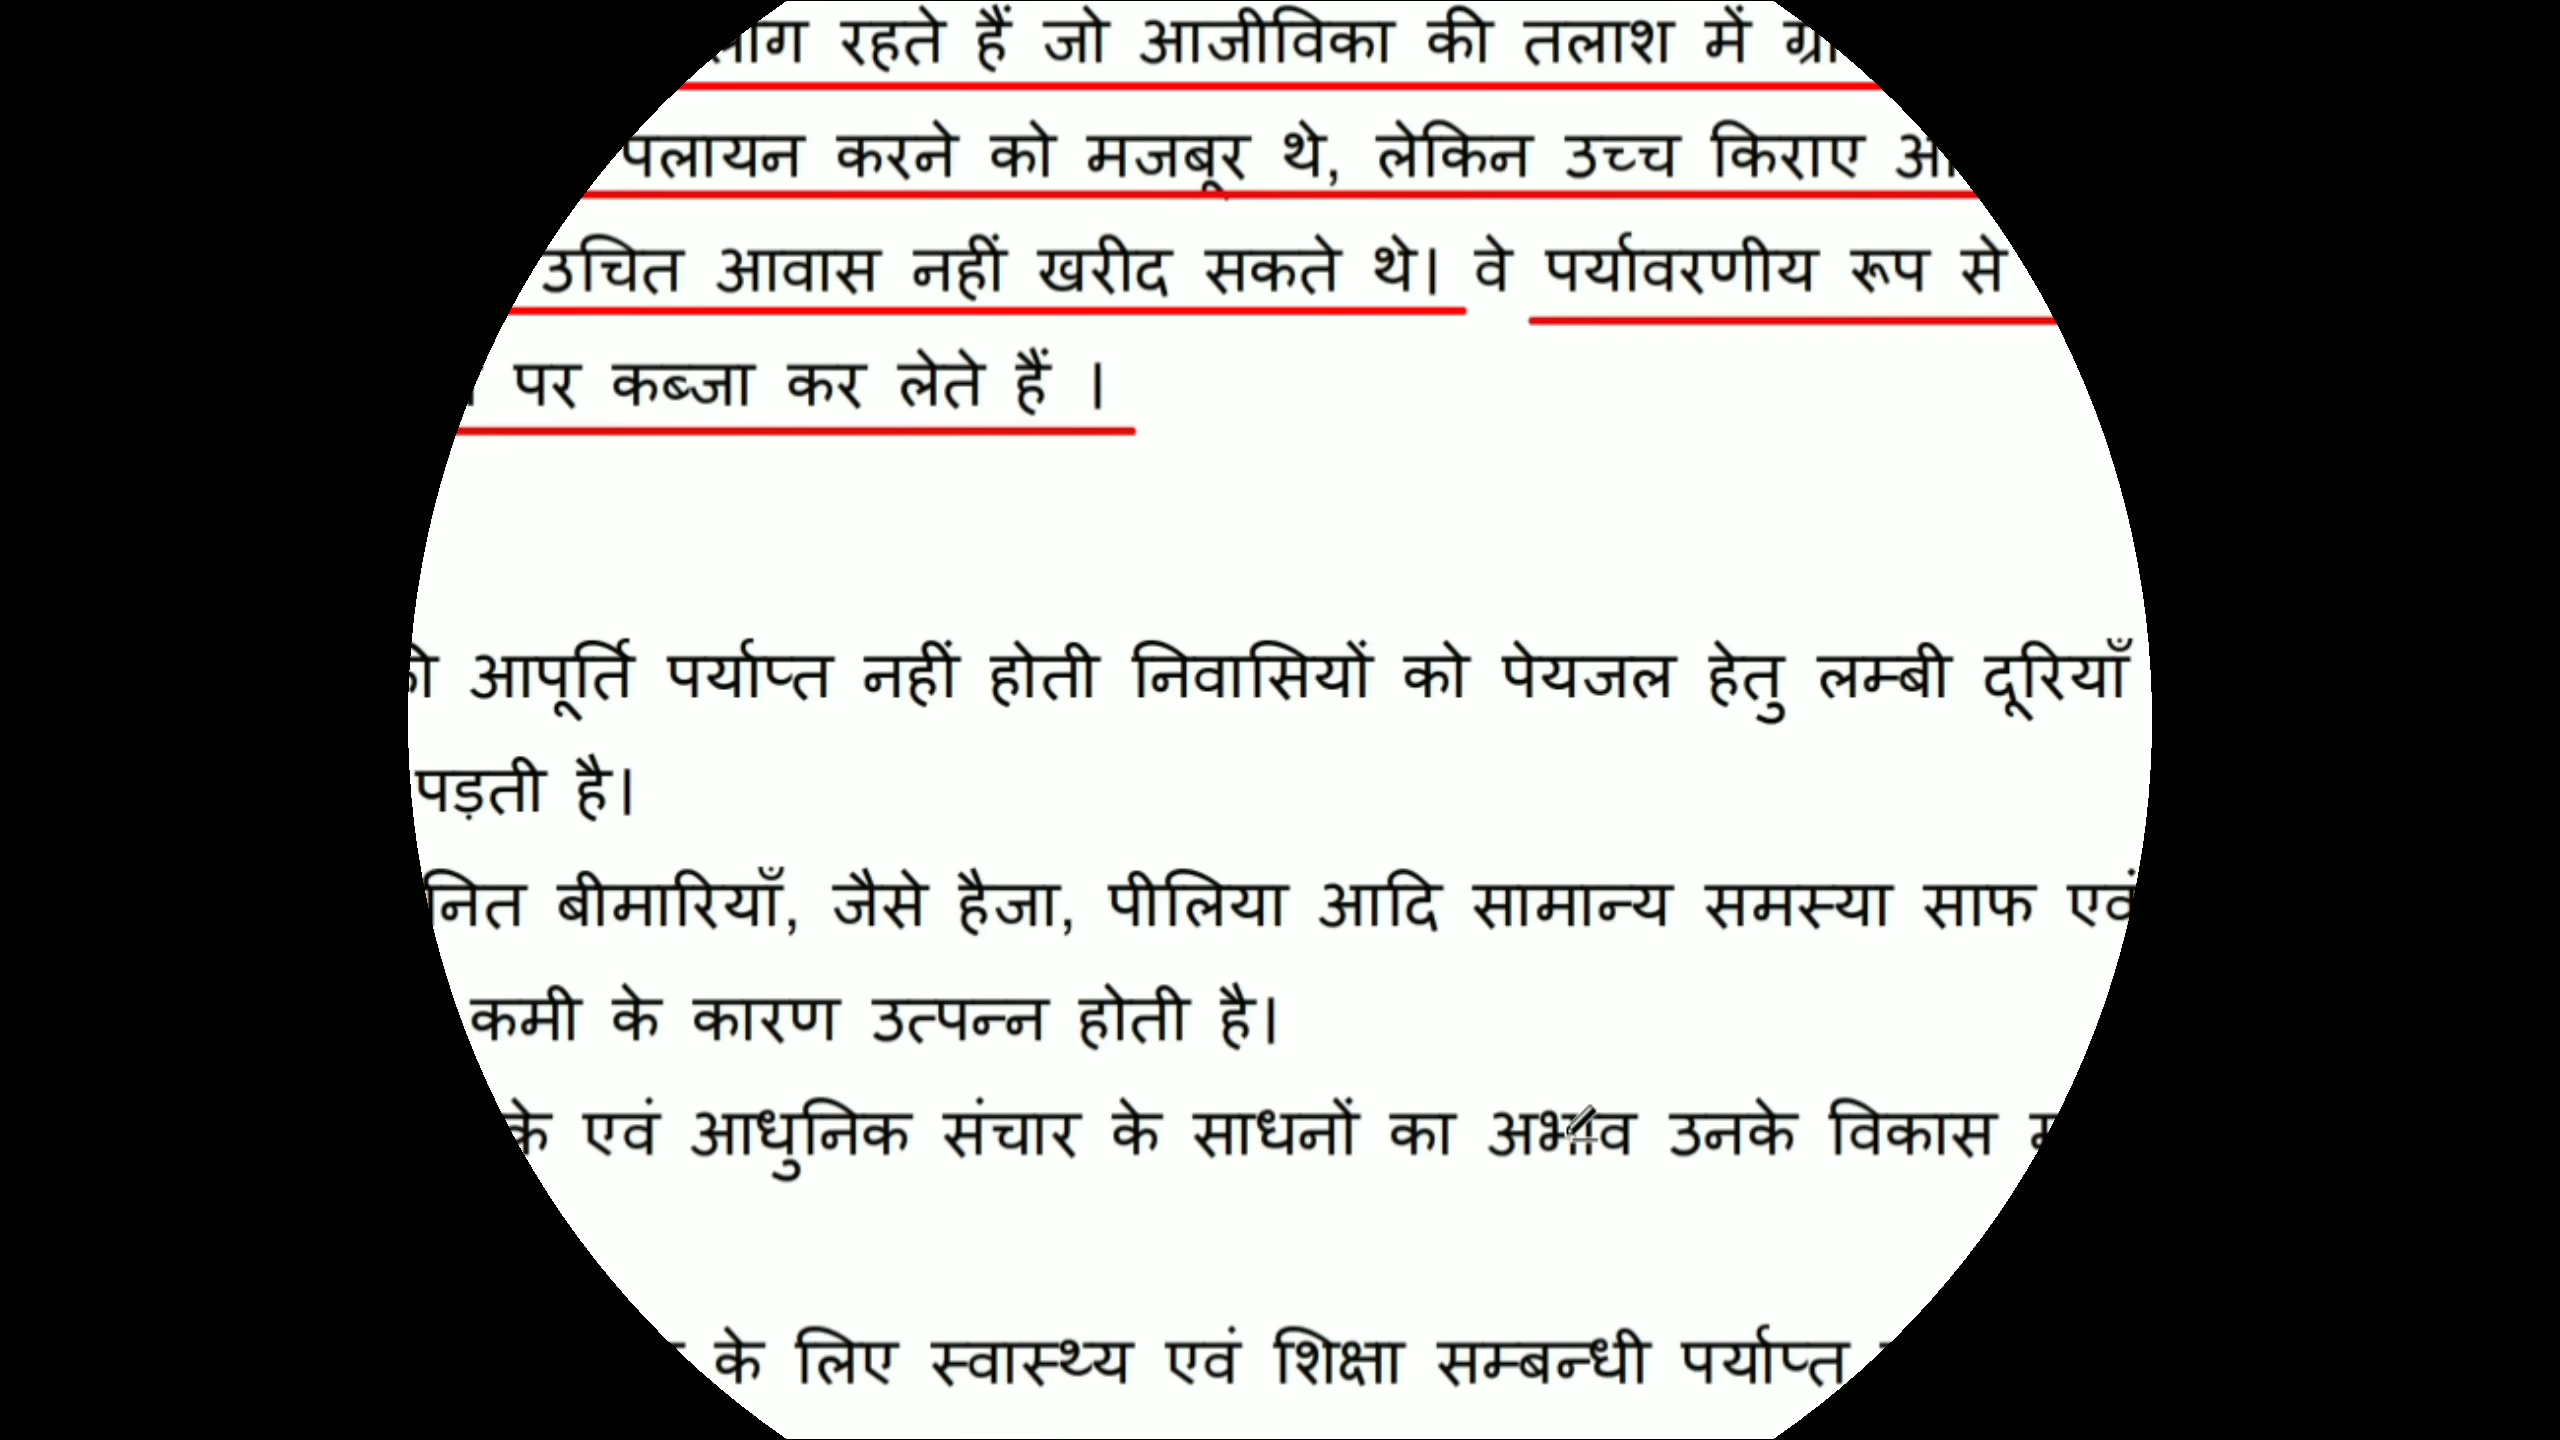 रहते हैं जो आजीविका की तलाश में
पलायन करने को मजबूर थे, लेकिन उच्च किराए
उचित आवास नहीं खरीद सकते थे। वे पर्यावरणीय रूप से
पर कब्जा कर लेते हैं ।
आपूर्ति पर्याप्त नहीं होती निवासियों को पेयजल हेतु लम्बी दूरियाँ
पड़ती है।
बीमारियाँ, जैसे हैजा, पीलिया आदि सामान्य समस्या साफ एवं
कमी के कारण उत्पन्न होती है।
एवं आधुनिक संचार के साधनों का अभाव उनके विकास
के लिए स्वास्थ्य एवं शिक्षा सम्बन्धी पर्याप्त